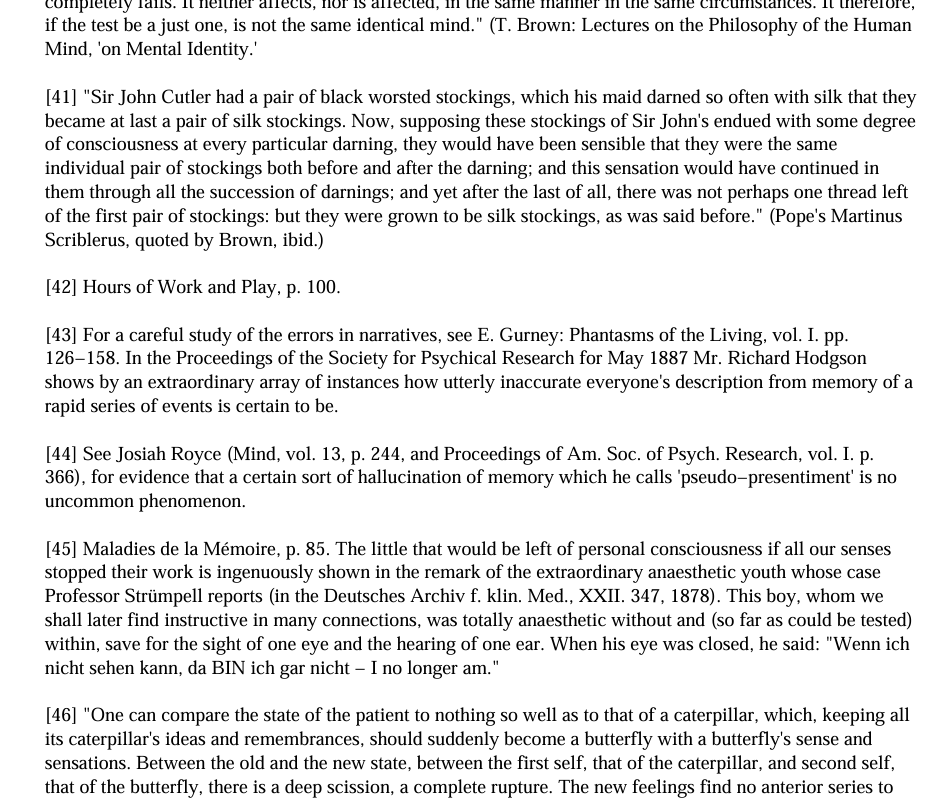 completely fails. It neither affects, nor is affected, in the same manner in the same circumstances. It therefore,
if the test be a just one, is not the same identical mind." (T. Brown: Lectures on the Philosophy of the Human
Mind, 'on Mental Identity.'
[41] "Sir John Cutler had a pair of black worsted stockings, which his maid darned so often with silk that they
became at last a pair of silk stockings. Now, supposing these stockings of Sir John's endued with some degree
of consciousness at every particular darning, they would have been sensible that they were the same
individual pair of stockings both before and after the darning; and this sensation would have continued in
them through all the succession of darnings; and yet after the last of all, there was not perhaps one thread left
of the first pair of stockings: but they were grown to be silk stockings, as was said before." (Pope's Martinus
Scriblerus, quoted by Brown, ibid.)
[42] Hours of Work and Play, p. 100.
[43] For a careful study of the errors in narratives, see E. Gurney: Phantasms of the Living, vol. I. pp.
126−158. In the Proceedings of the Society for Psychical Research for May 1887 Mr. Richard Hodgson
shows by an extraordinary array of instances how utterly inaccurate everyone's description from memory of a
rapid series of events is certain to be.
[44] See Josiah Royce (Mind, vol. 13, p. 244, and Proceedings of Am. Soc. of Psych. Research, vol. I. p.
366), for evidence that a certain sort of hallucination of memory which he calls 'pseudo−presentiment' is no
uncommon phenomenon.
[45] Maladies de la Mémoire, p. 85. The little that would be left of personal consciousness if all our senses
stopped their work is ingenuously shown in the remark of the extraordinary anaesthetic youth whose case
Professor Strümpell reports (in the Deutsches Archiv f. klin. Med., XXII. 347, 1878). This boy, whom we
shall later find instructive in many connections, was totally anaesthetic without and (so far as could be tested)
within, save for the sight of one eye and the hearing of one ear. When his eye was closed, he said: "Wenn ich
nicht sehen kann, da BIN ich gar nicht − I no longer am."
[46] "One can compare the state of the patient to nothing so well as to that of a caterpillar, which, keeping all
its caterpillar's ideas and remembrances, should suddenly become a butterfly with a butterfly's sense and
sensations. Between the old and the new state, between the first self, that of the caterpillar, and second self,
that of the butterfly, there is a deep scission, a complete rupture. The new feelings find no anterior series to